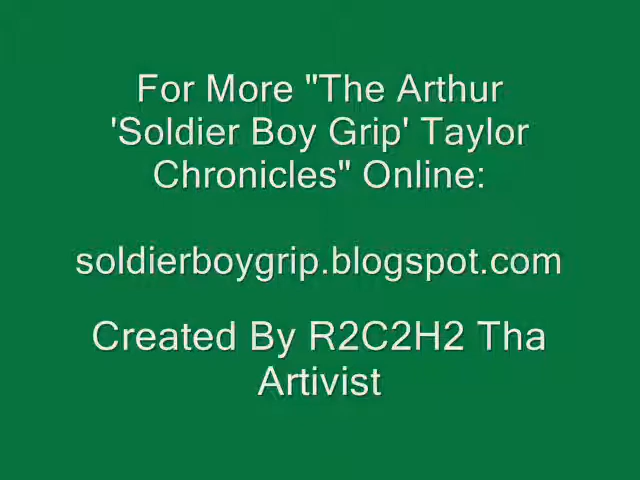 For More "The Arthur
'Soldier Boy Grip' Taylor
Chronicles" Online:
soldierboygrip.blogspot.com
Created By R2C2H2 Tha
Artivist